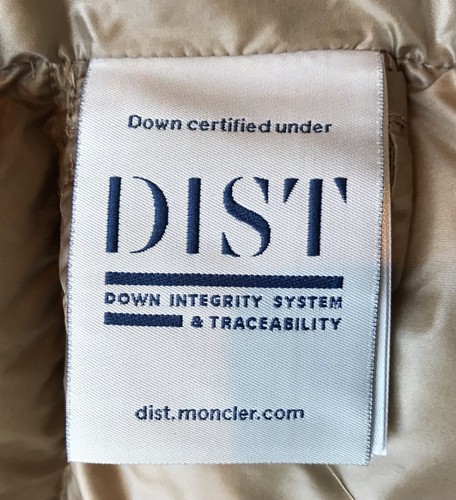 Down certified under
DIST
DOWN INTEGRITY SYSTEM
& TRACEABILITY
dist.moncler.com